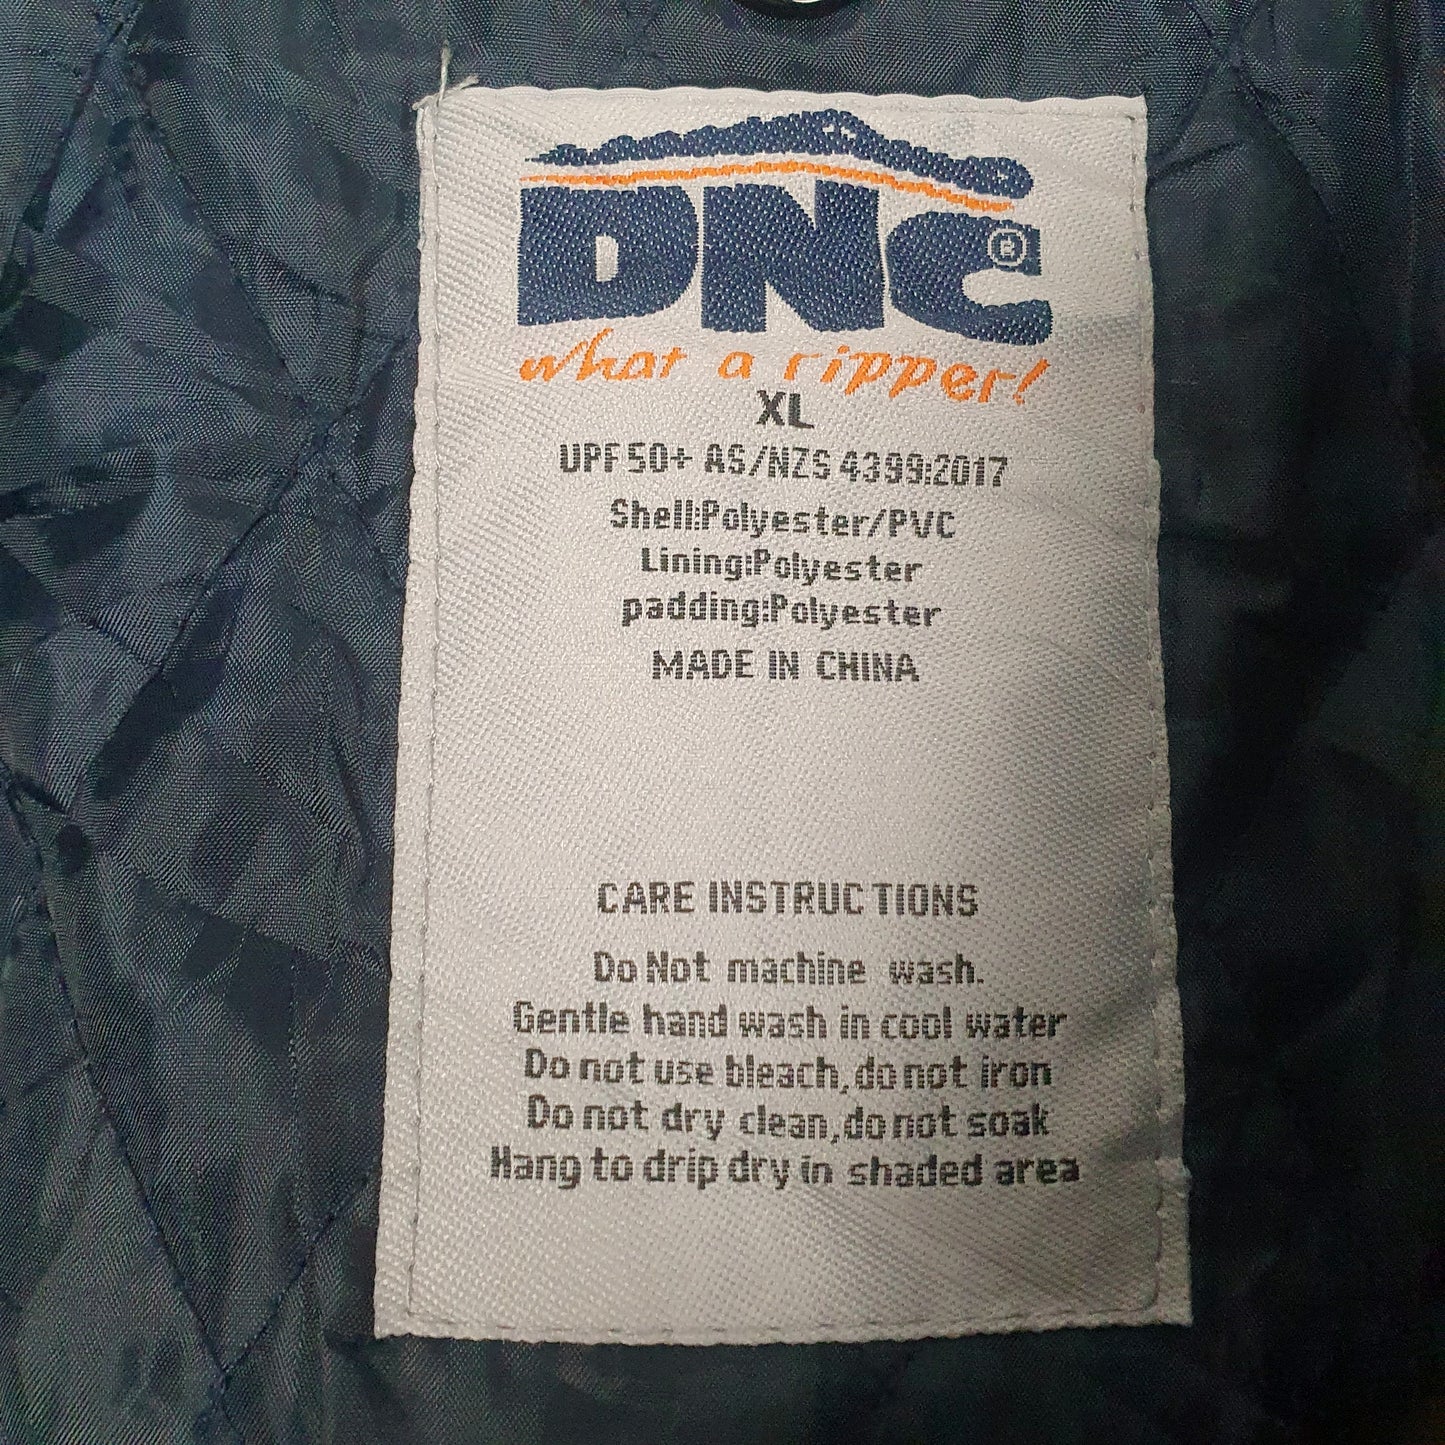 DNC®
what a ripper!
XL
UPF 50+ AS/NZS 4399:2017
Shell:Polyester/PVC
Lining:Polyester
padding:Polyester
MADE IN CHINA
CARE INSTRUCTIONS
Do Not machine wash.
Gentle hand wash in cool water
Do not use bleach,do not iron
Do not dry clean,do not soak
Hang to drip dry in shaded area